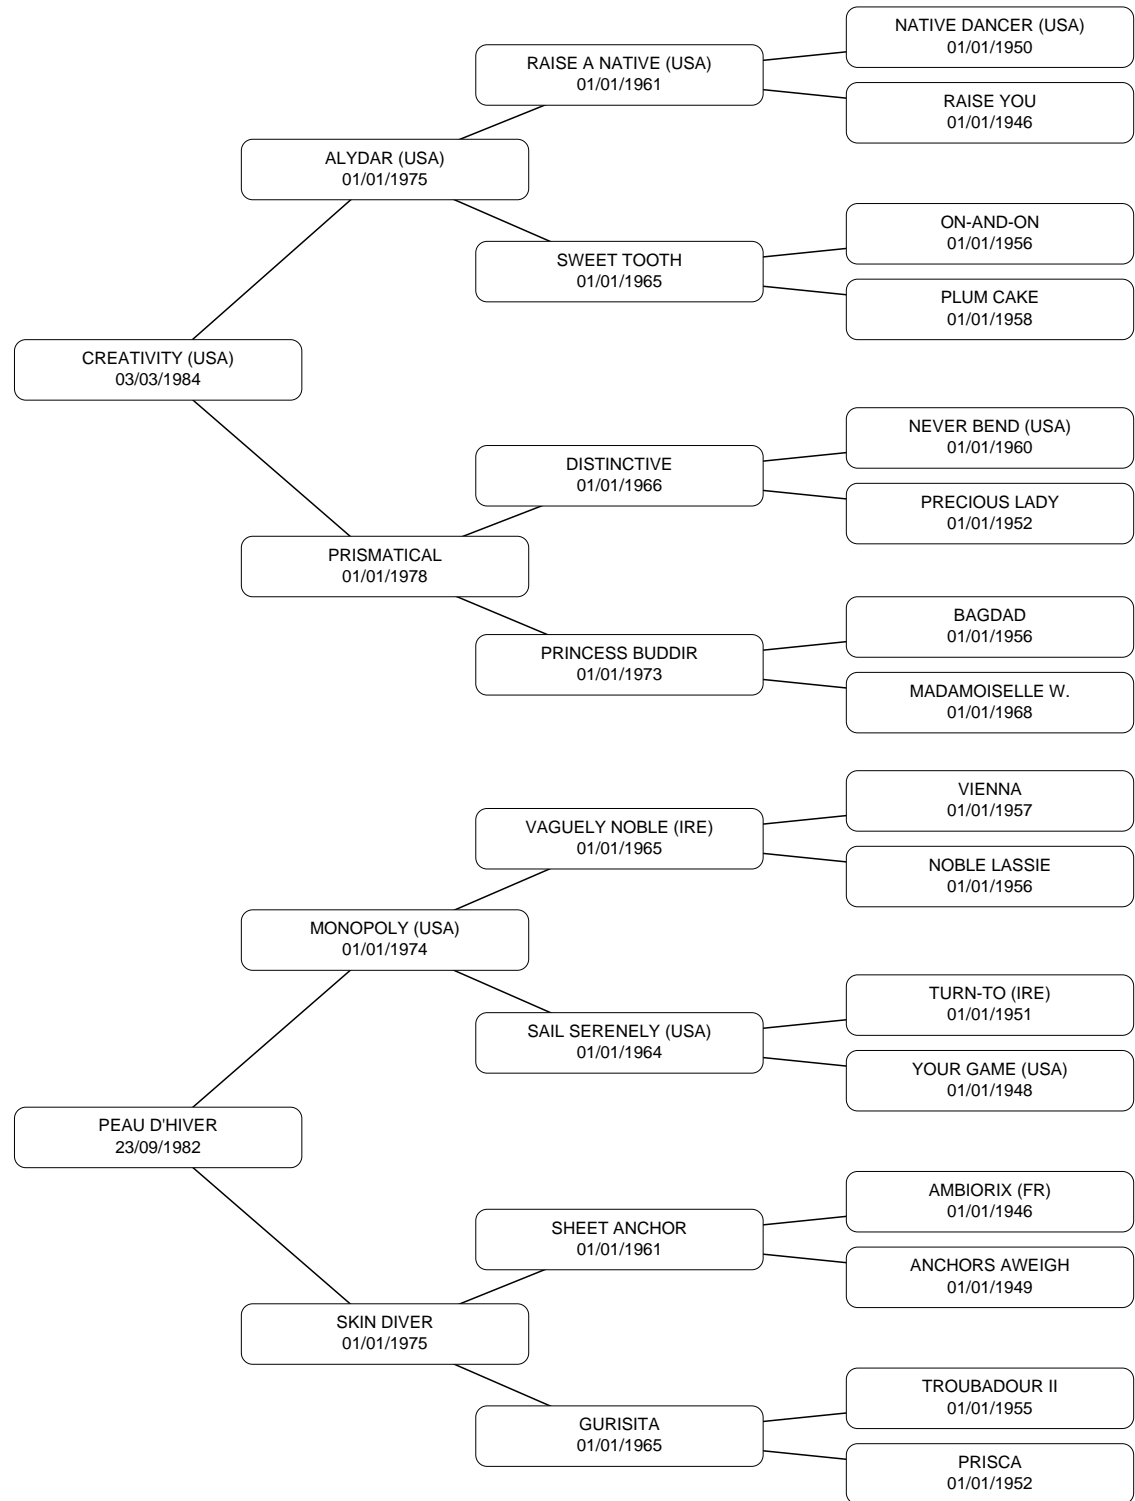 NATIVE DANCER (USA)
01/01/1950
RAISE A NATIVE (USA)
01/01/1961
RAISE YOU
01/01/1946
ALYDAR (USA)
01/01/1975
ON-AND-ON
01/01/1956
SWEET TOOTH
01/01/1965
PLUM CAKE
01/01/1958
CREATIVITY (USA)
03/03/1984
NEVER BEND (USA)
01/01/1960
DISTINCTIVE
01/01/1966
PRECIOUS LADY
01/01/1952
PRISMATICAL
01/01/1978
BAGDAD
01/01/1956
PRINCESS BUDDIR
01/01/1973
MADAMOISELLE W.
01/01/1968
VIENNA
01/01/1957
VAGUELY NOBLE (IRE)
01/01/1965
NOBLE LASSIE
01/01/1956
MONOPOLY (USA)
01/01/1974
TURN-TO (IRE)
01/01/1951
SAIL SERENELY (USA)
01/01/1964
YOUR GAME (USA)
01/01/1948
PEAU D'HIVER
23/09/1982
AMBIORIX (FR)
01/01/1946
SHEET ANCHOR
01/01/1961
ANCHORS AWEIGH
01/01/1949
SKIN DIVER
01/01/1975
TROUBADOUR II
01/01/1955
GURISITA
01/01/1965
PRISCA
01/01/1952